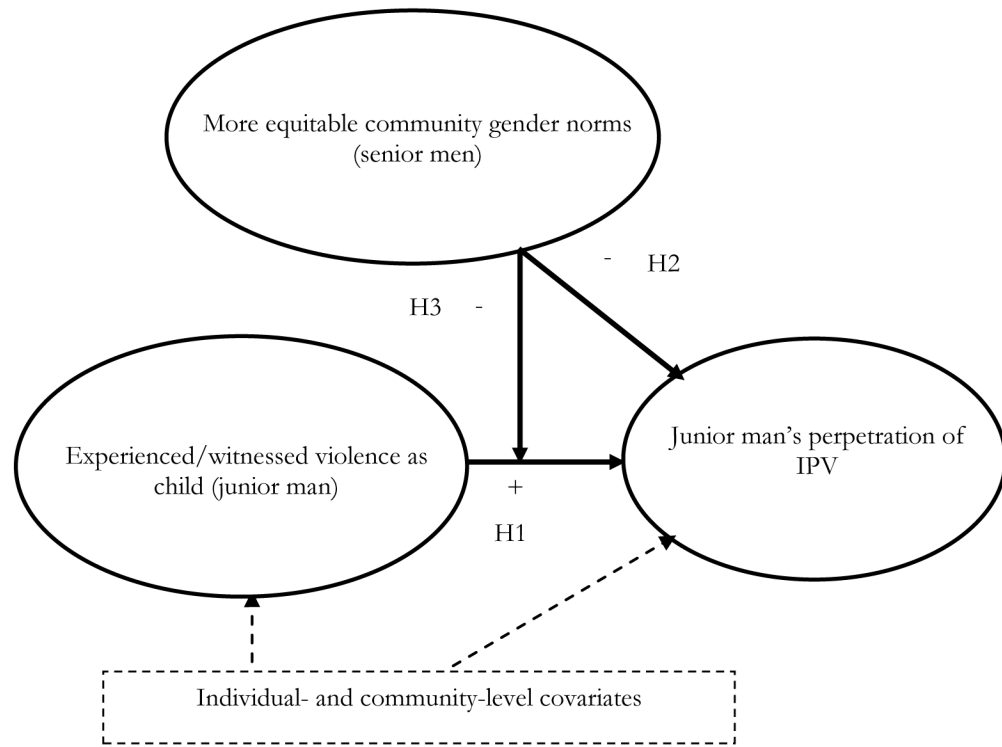 More equitable community gender norms
(senior men)
- H2
H3 -
Experienced/witnessed violence as
child (junior man)
Junior man’s perpetration of
IPV
+
H1
Individual- and community-level covariates